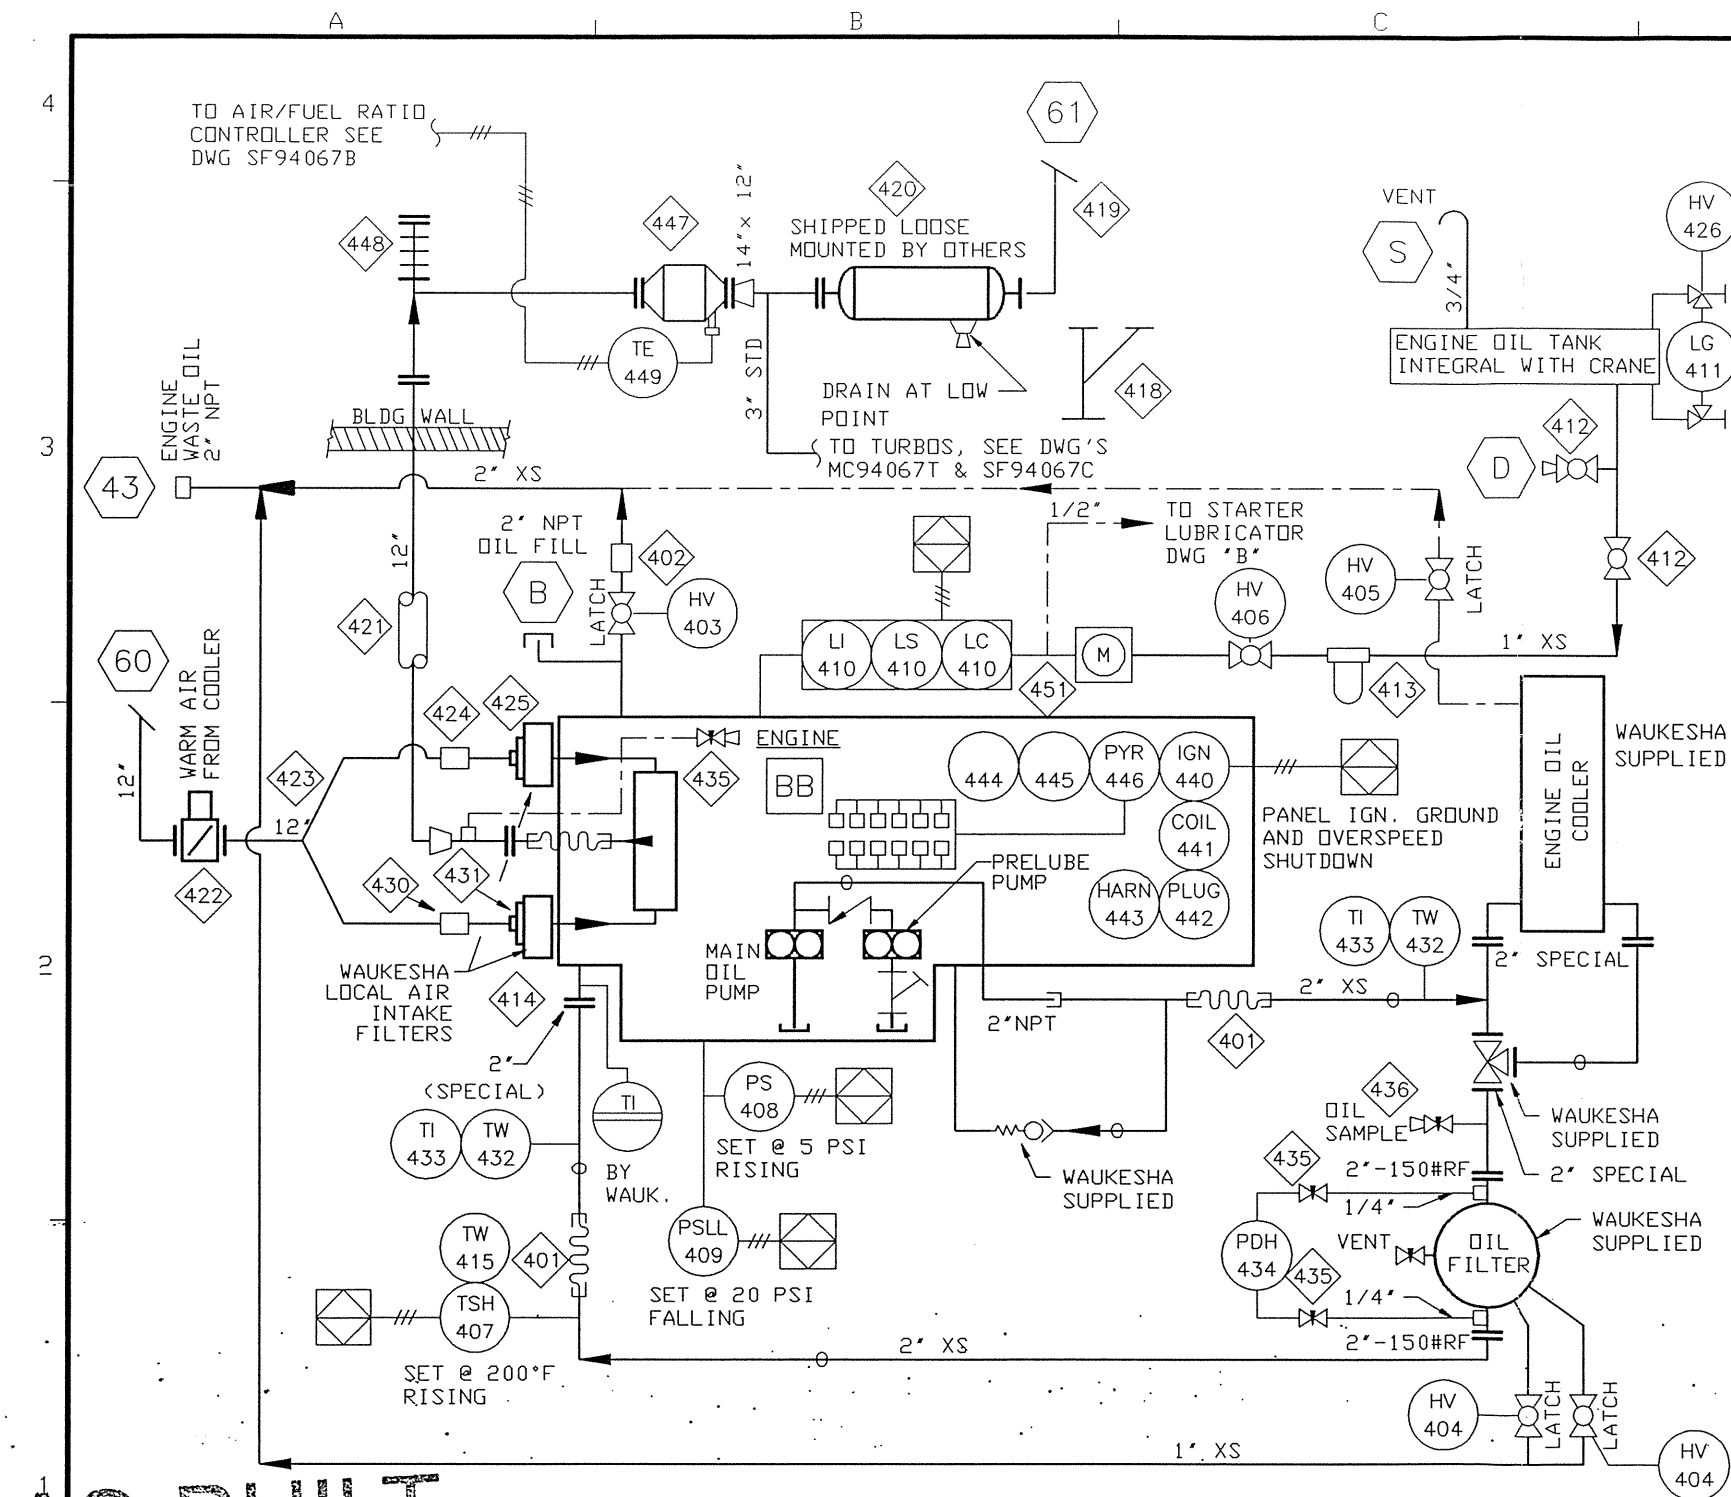 A
B
C
4
TO AIR/FUEL RATIO
CONTROLLER SEE
DWG SF94067B
61
420
419
SHIPPED LOOSE
MOUNTED BY OTHERS
14"x 12"
447
448
VENT
S
3/4"
HV
426
ENGINE OIL TANK
INTEGRAL WITH CRANE
LG
411
TE
449
3" STD
DRAIN AT LOW
POINT
418
TO TURBOS, SEE DWG'S
MC94067T & SF94067C
BLDG WALL
ENGINE
WASTE OIL
2" NPT
3
43
2" XS
412
D
412
2" NPT
OIL FILL
B
402
LATCH
HV
403
12"
421
1/2"
TO STARTER
LUBRICATOR
DWG "B"
HV
406
HV
405
LATCH
1" XS
LI
410
LS
410
LC
410
M
451
413
60
WARM AIR
FROM COOLER
12"
424
425
423
12"
422
430
431
435
ENGINE
BB
444
445
PYR
446
IGN
440
COIL
441
HARN
443
PLUG
442
PANEL IGN. GROUND
AND OVERSPEED
SHUTDOWN
ENGINE OIL
COOLER
WAUKESHA
SUPPLIED
PRELUBE
PUMP
MAIN
OIL
PUMP
2
WAUKESHA
LOCAL AIR
INTAKE
FILTERS
414
2"
(SPECIAL)
TI
433
TW
432
2" SPECIAL
2"NPT
401
2" XS
TI
BY
WAUK.
PS
408
SET @ 5 PSI
RISING
TI
433
TW
432
WAUKESHA
SUPPLIED
436
OIL
SAMPLE
WAUKESHA
SUPPLIED
2" SPECIAL
435
2"-150#RF
1/4"
PSLL
409
SET @ 20 PSI
FALLING
TW
415
401
TSH
407
SET @ 200°F
RISING
PDH
434
435
VENT
OIL
FILTER
WAUKESHA
SUPPLIED
1/4"
2"-150#RF
2" XS
HV
404
LATCH
LATCH
HV
404
1" XS
1